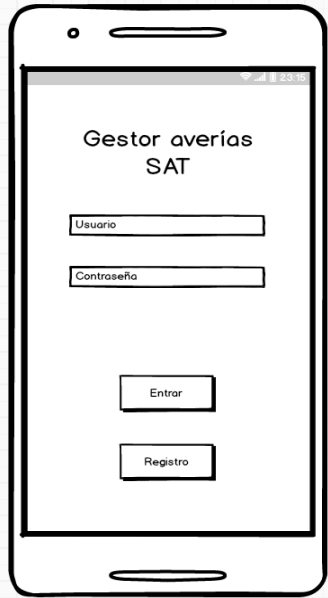 23:15
Gestor averías
SAT
Usuario
Contraseña
Entrar
Registro